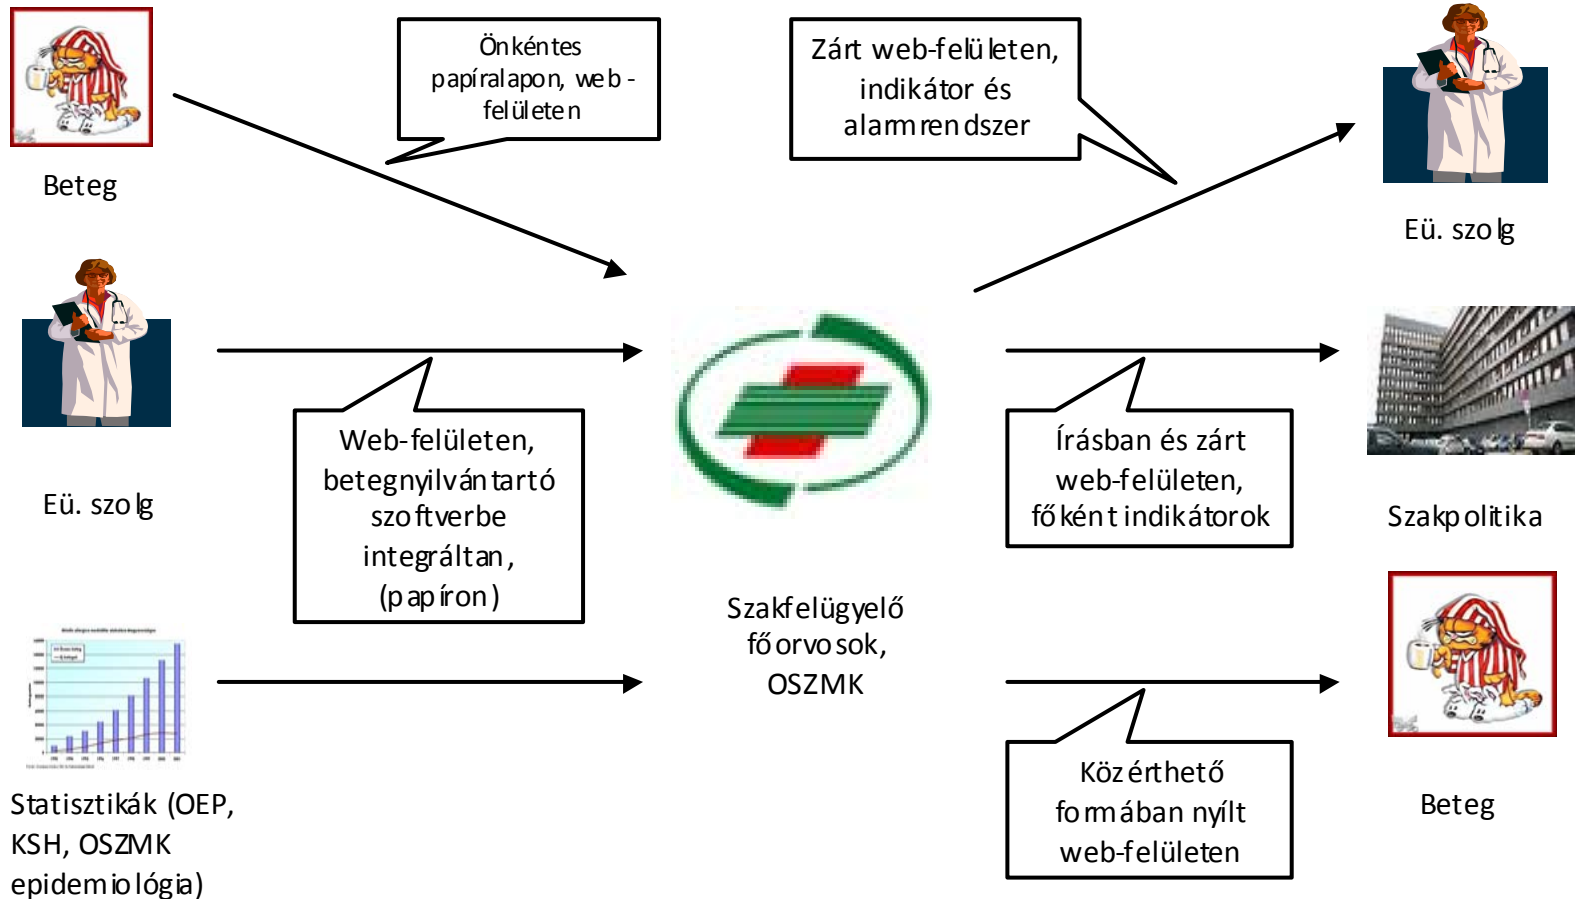 Önkéntes
papíralapon, web-
felületen
Zárt web-felületen,
indikátor és
alarmrendszer
Beteg
Eü. szolg
Web-felületen,
betegnyilvántartó
szoftverbe
integráltan,
(papíron)
Írásban és zárt
web-felületen,
főként indikátorok
Eü. szolg
Szakpolitika
Szakfelügyelő
főorvosok,
OSZMK
Közérthető
formában nyílt
web-felületen
Beteg
Statisztikák (OEP,
KSH, OSZMK
epidemiológia)